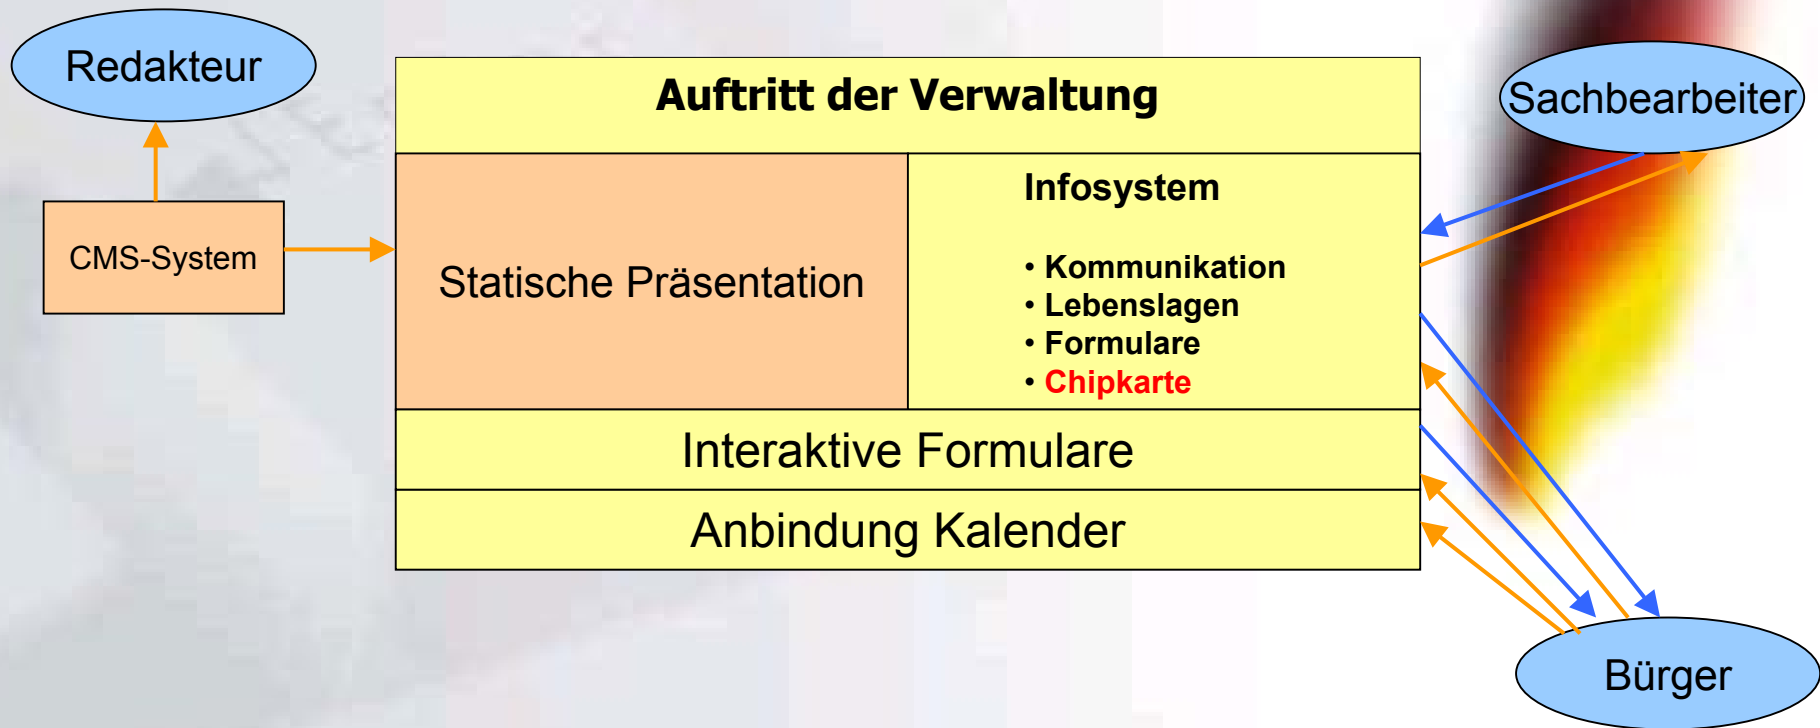 Redakteur
Auftritt der Verwaltung
Sachbearbeiter
CMS-System
Statische Präsentation
Infosystem
• Kommunikation
• Lebenslagen
• Formulare
• Chipkarte
Interaktive Formulare
Anbindung Kalender
Bürger